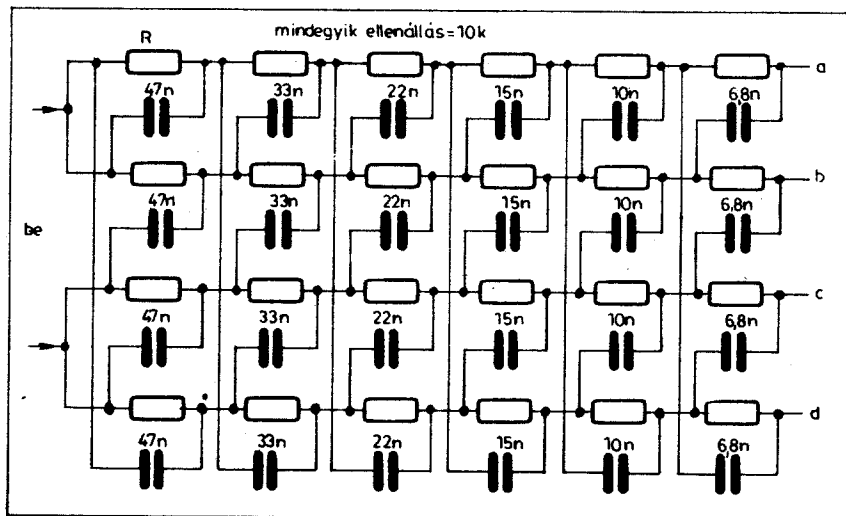 mindegyik ellenállás=10k
R
a
47n 33n 22n 15n 10n 6,8n
b
47n 33n 22n 15n 10n 6,8n
be
c
47n 33n 22n 15n 10n 6,8n
d
47n 33n 22n 15n 10n 6,8n